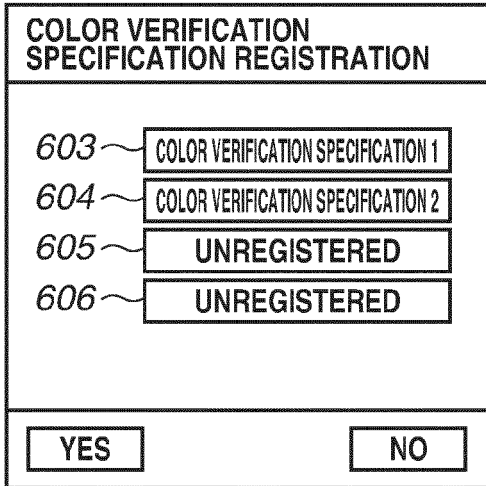 COLOR VERIFICATION
SPECIFICATION REGISTRATION
603 COLOR VERIFICATION SPECIFICATION 1
604 COLOR VERIFICATION SPECIFICATION 2
605 UNREGISTERED
606 UNREGISTERED
YES NO